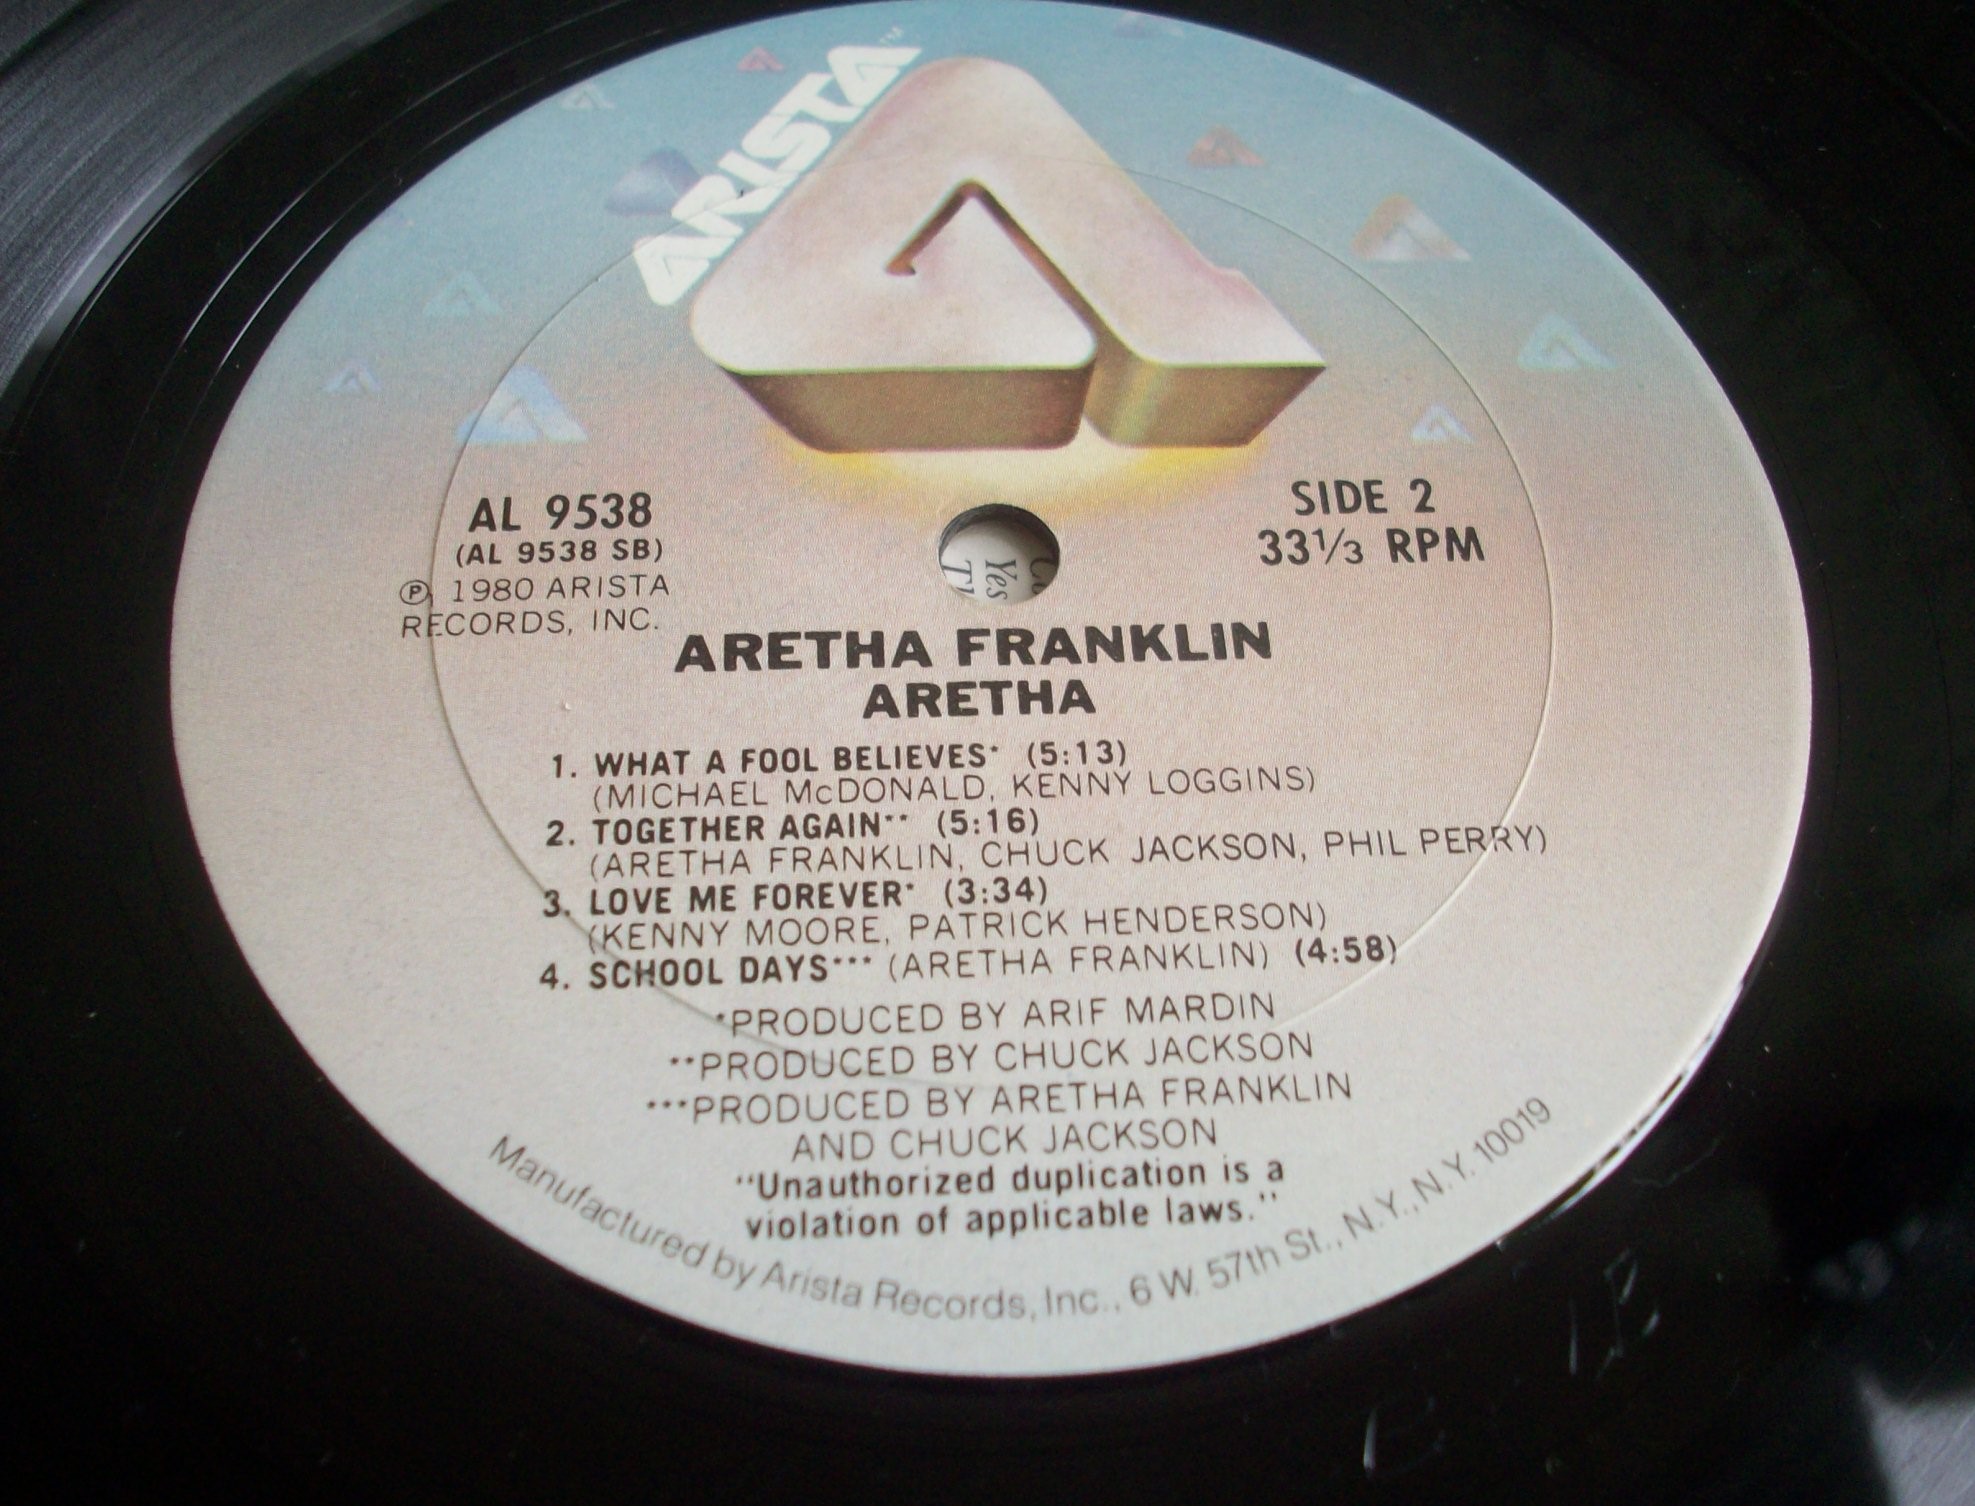 ARISTA™
AL 9538
(AL 9538 SB)
Ⓟ 1980 ARISTA
RECORDS, INC.
SIDE 2
33 1/3 RPM
Yes
ARETHA FRANKLIN
ARETHA
1. WHAT A FOOL BELIEVES* (5:13)
(MICHAEL McDONALD, KENNY LOGGINS)
2. TOGETHER AGAIN** (5:16)
(ARETHA FRANKLIN, CHUCK JACKSON, PHIL PERRY)
3. LOVE ME FOREVER* (3:34)
(KENNY MOORE, PATRICK HENDERSON)
4. SCHOOL DAYS*** (ARETHA FRANKLIN) (4:58)
*PRODUCED BY ARIF MARDIN
**PRODUCED BY CHUCK JACKSON
***PRODUCED BY ARETHA FRANKLIN
AND CHUCK JACKSON
"Unauthorized duplication is a
violation of applicable laws."
Manufactured by Arista Records, Inc., 6 W. 57th St., N.Y., N.Y. 10019